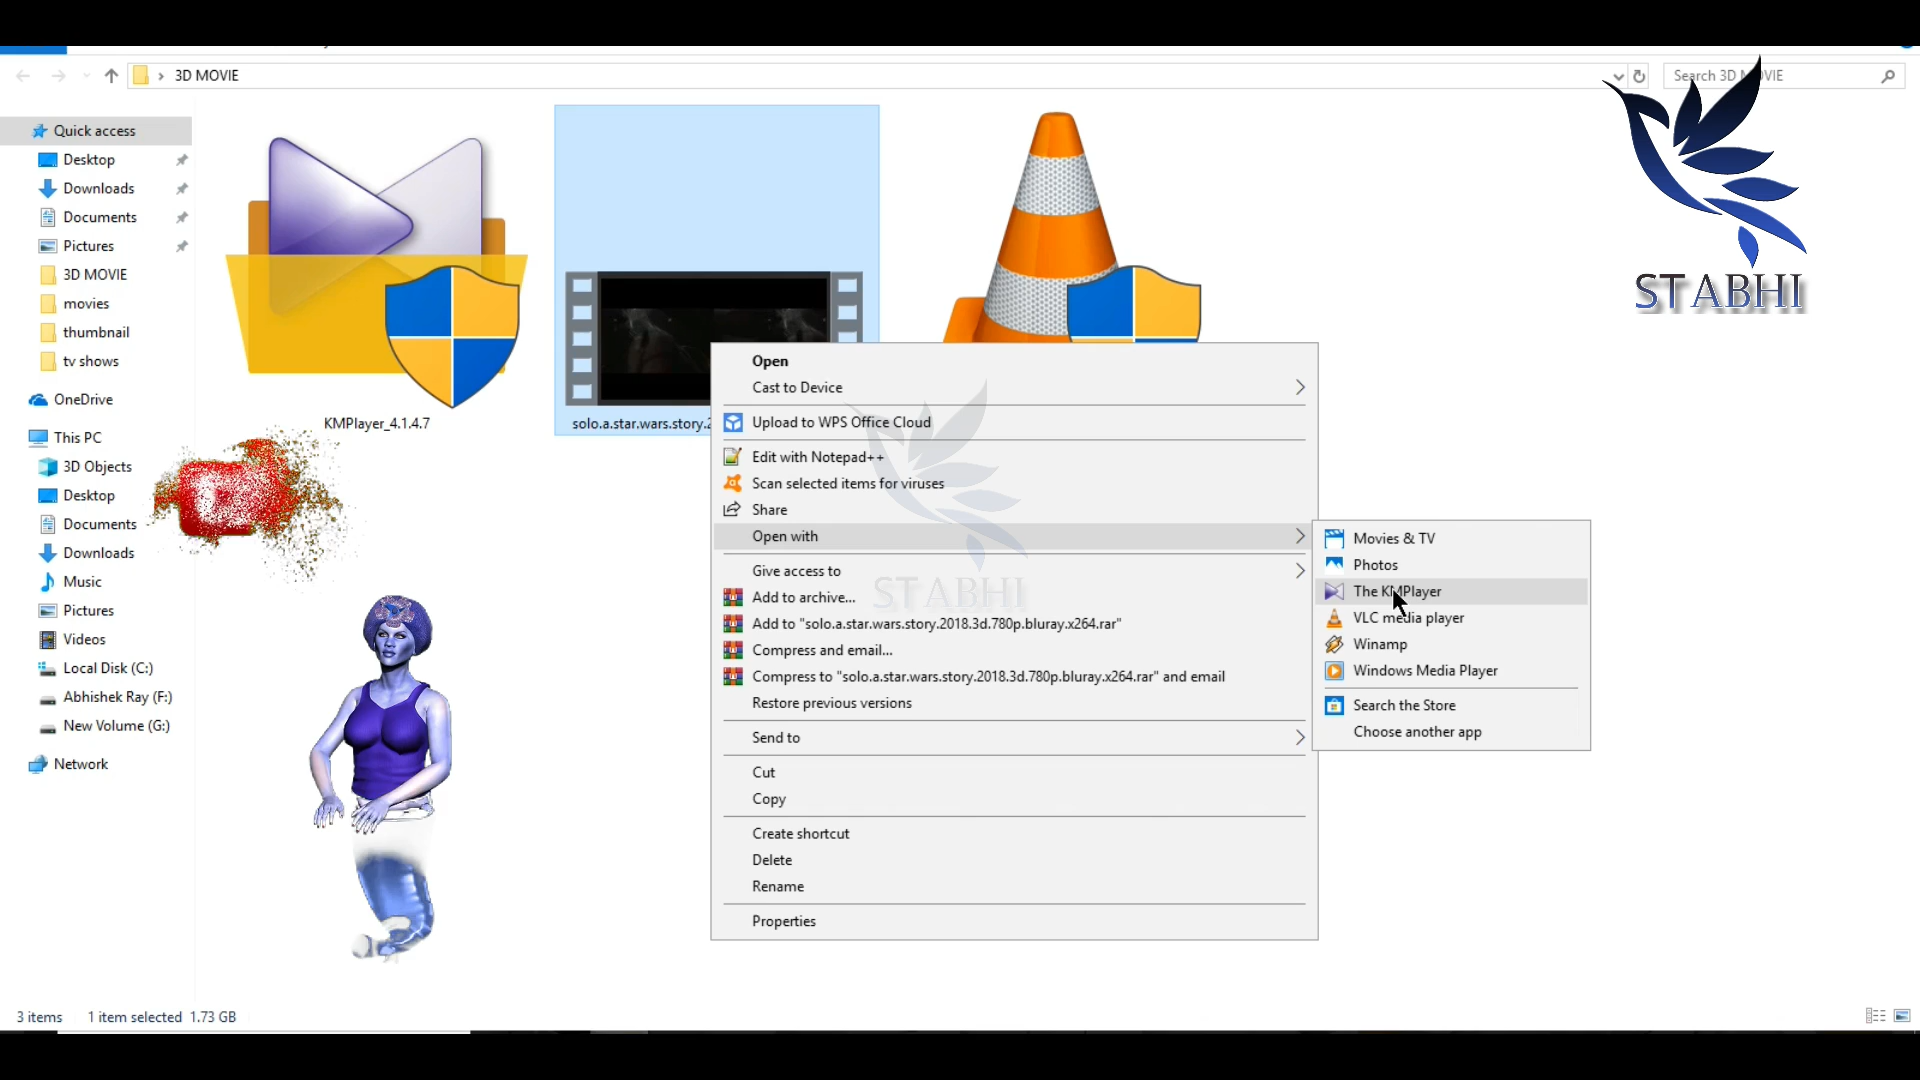 3D MOVIE
Search 3D MOVIE
STABHI
Quick access
Desktop
Downloads
Documents
Pictures
3D MOVIE
movies
thumbnail
tv shows
OneDrive
This PC
3D Objects
Desktop
Documents
Downloads
Music
Pictures
Videos
Local Disk (C:)
Abhishek Ray (F:)
New Volume (G:)
Network
KMPlayer_4.1.4.7
solo.a.star.wars.story.
Open
Cast to Device
Upload to WPS Office Cloud
Edit with Notepad++
Scan selected items for viruses
Share
Open with
Give access to
Add to archive...
Add to "solo.a.star.wars.story.2018.3d.780p.bluray.x264.rar"
Compress and email...
Compress to "solo.a.star.wars.story.2018.3d.780p.bluray.x264.rar" and email
Restore previous versions
Send to
Cut
Copy
Create shortcut
Delete
Rename
Properties
STABHI
Movies & TV
Photos
The KMPlayer
VLC media player
Winamp
Windows Media Player
Search the Store
Choose another app
3 items 1 item selected 1.73 GB